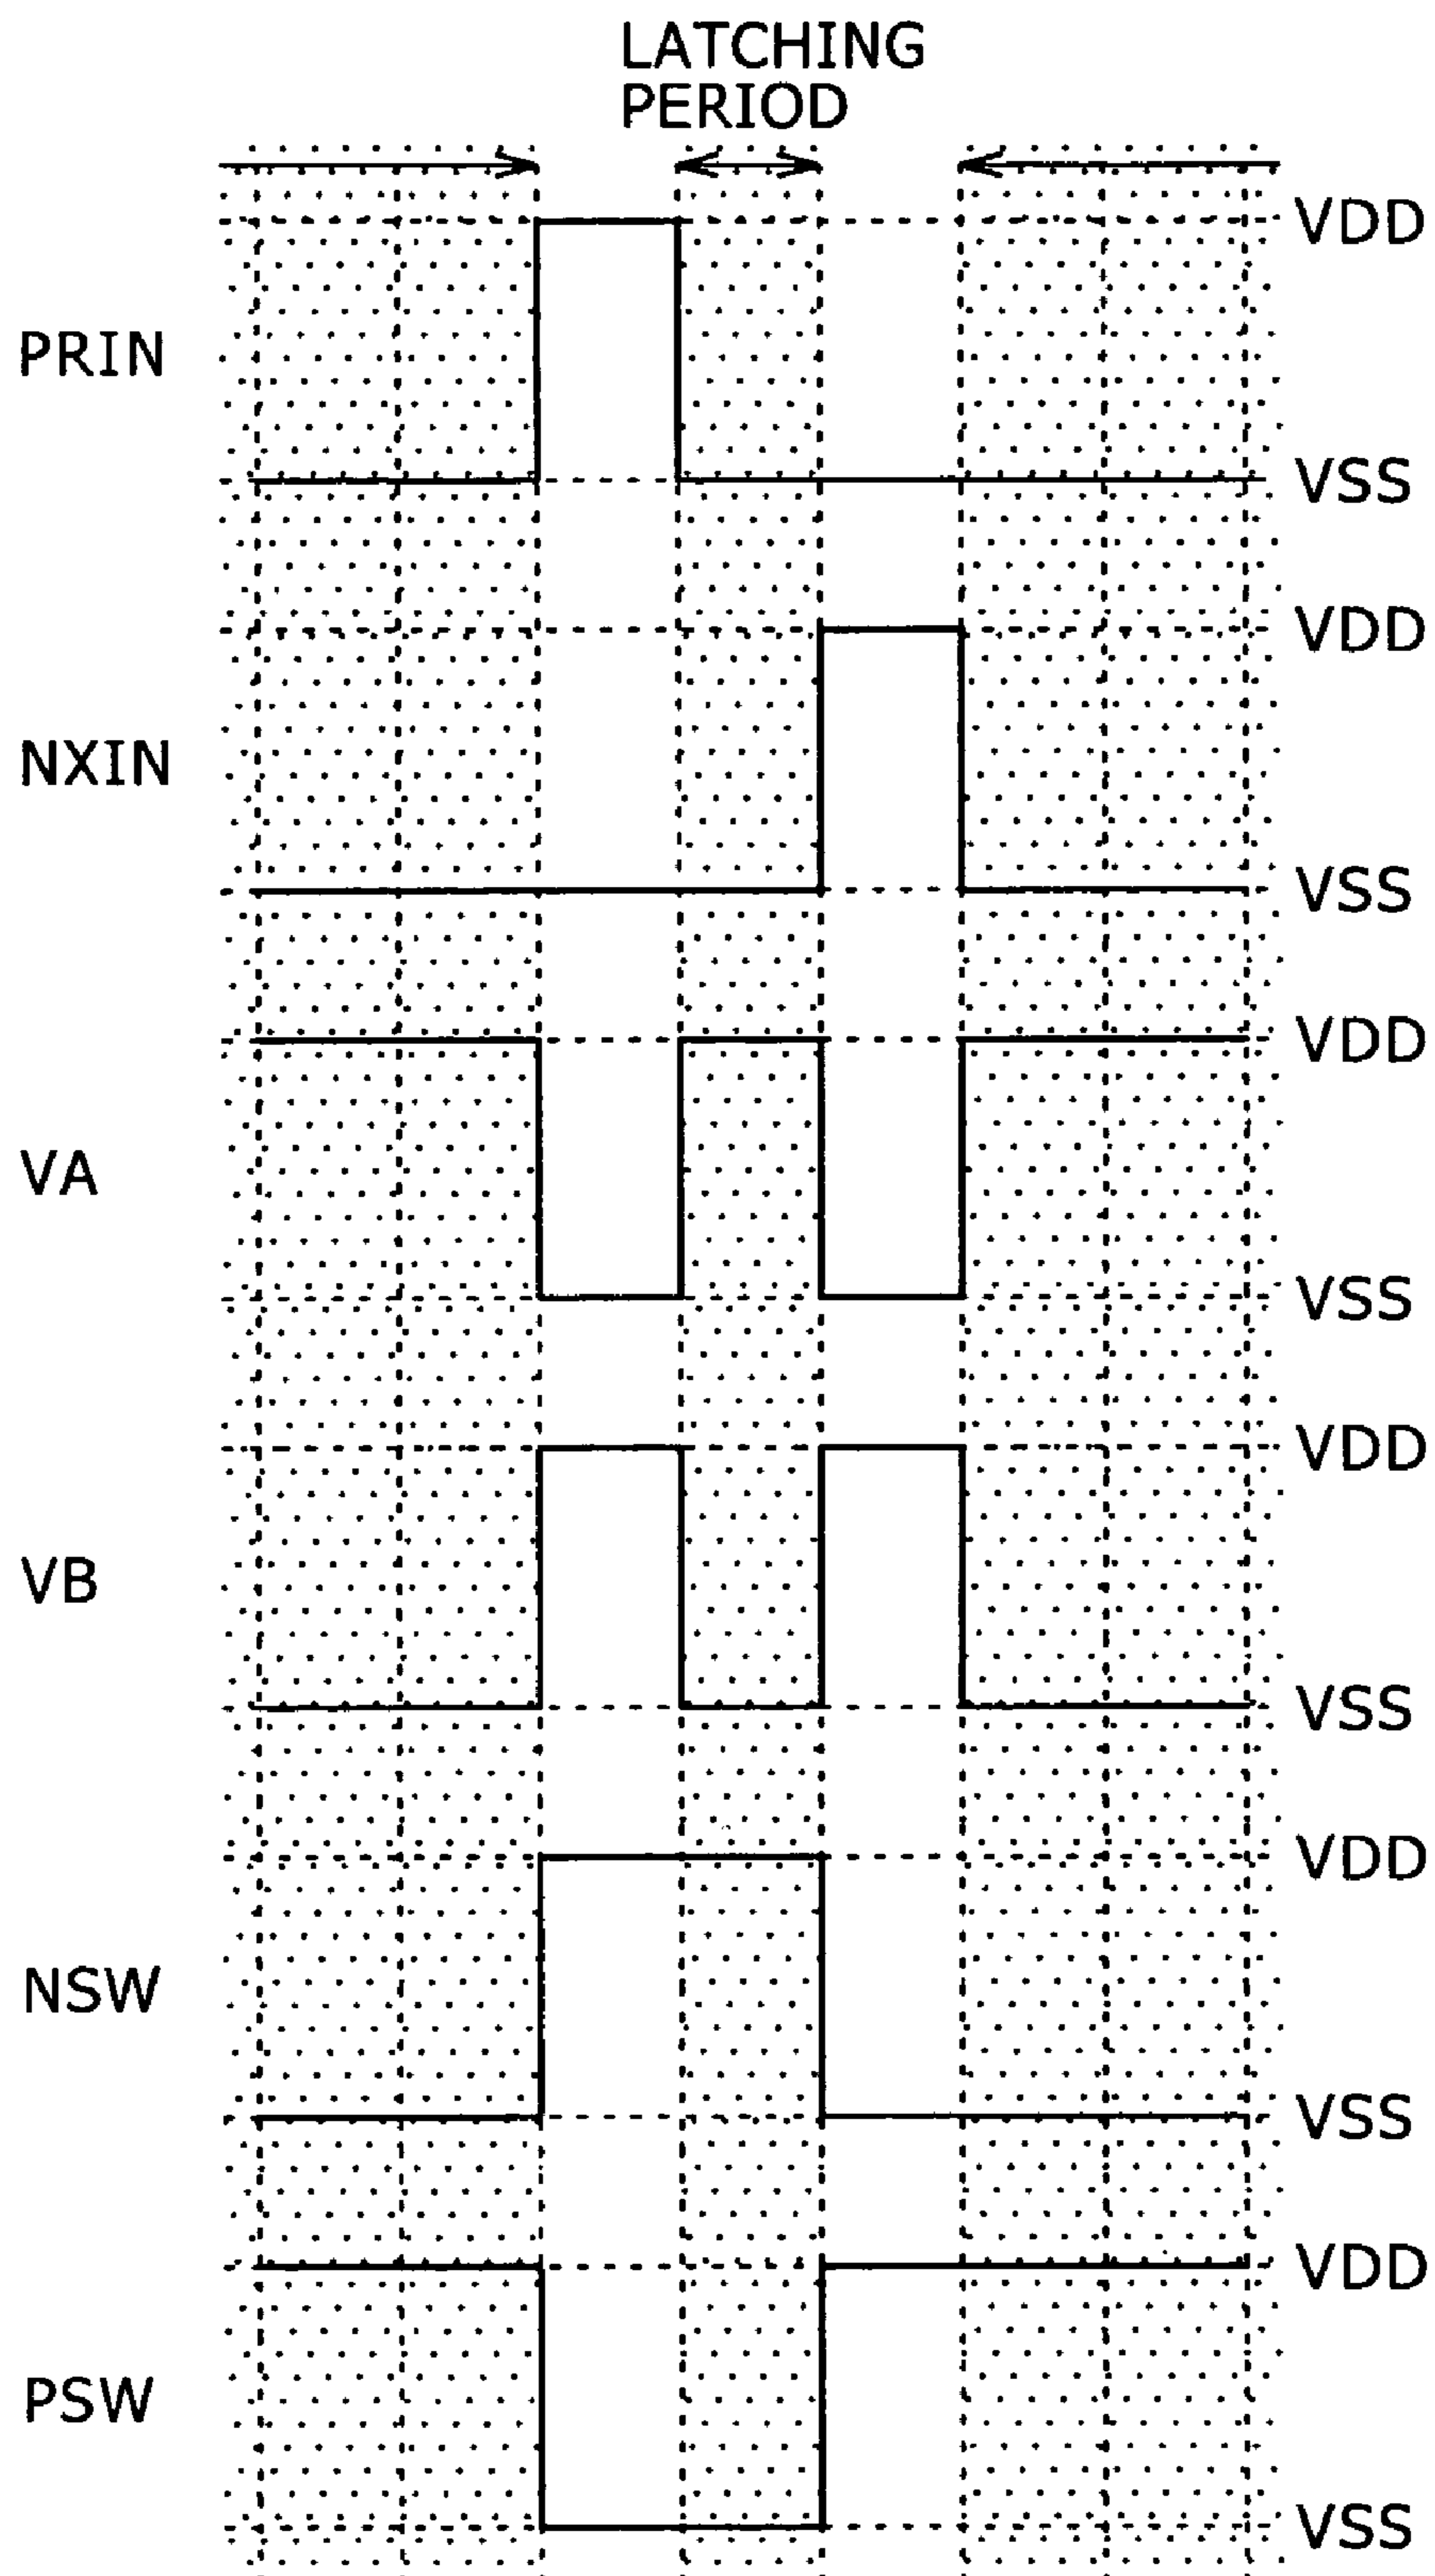 LATCHING
PERIOD
VDD
PRIN
VSS
VDD
NXIN
VSS
VDD
VA
VSS
VDD
VB
VSS
VDD
NSW
VSS
VDD
PSW
VSS